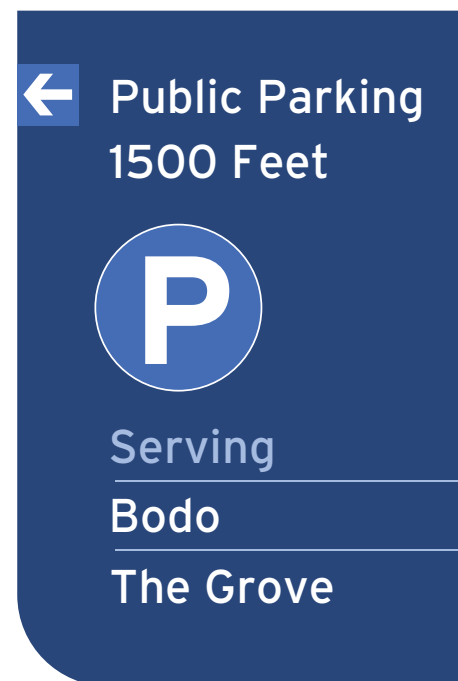 Public Parking
1500 Feet
P
Serving
Bodo
The Grove